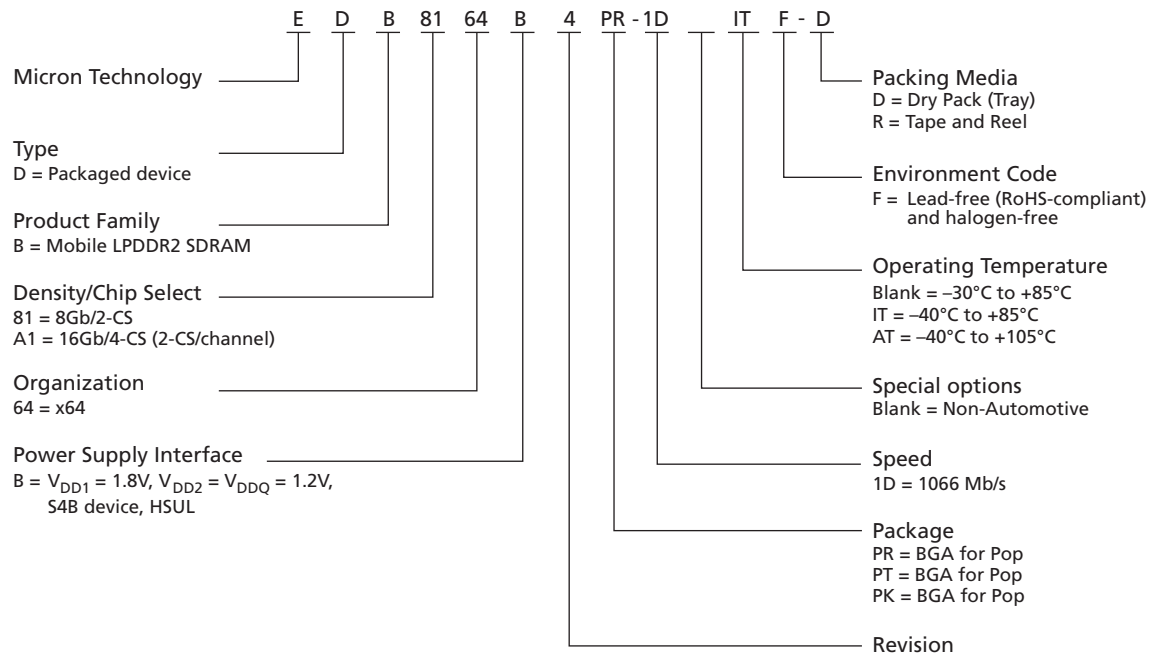 E D B 81 64 B 4 PR - 1D IT F - D
Micron Technology
Type
D = Packaged device
Product Family
B = Mobile LPDDR2 SDRAM
Density/Chip Select
81 = 8Gb/2-CS
A1 = 16Gb/4-CS (2-CS/channel)
Organization
64 = x64
Power Supply Interface
B = VDD1 = 1.8V, VDD2 = VDDQ = 1.2V,
S4B device, HSUL
Packing Media
D = Dry Pack (Tray)
R = Tape and Reel
Environment Code
F = Lead-free (RoHS-compliant)
and halogen-free
Operating Temperature
Blank = –30°C to +85°C
IT = –40°C to +85°C
AT = –40°C to +105°C
Special options
Blank = Non-Automotive
Speed
1D = 1066 Mb/s
Package
PR = BGA for Pop
PT = BGA for Pop
PK = BGA for Pop
Revision